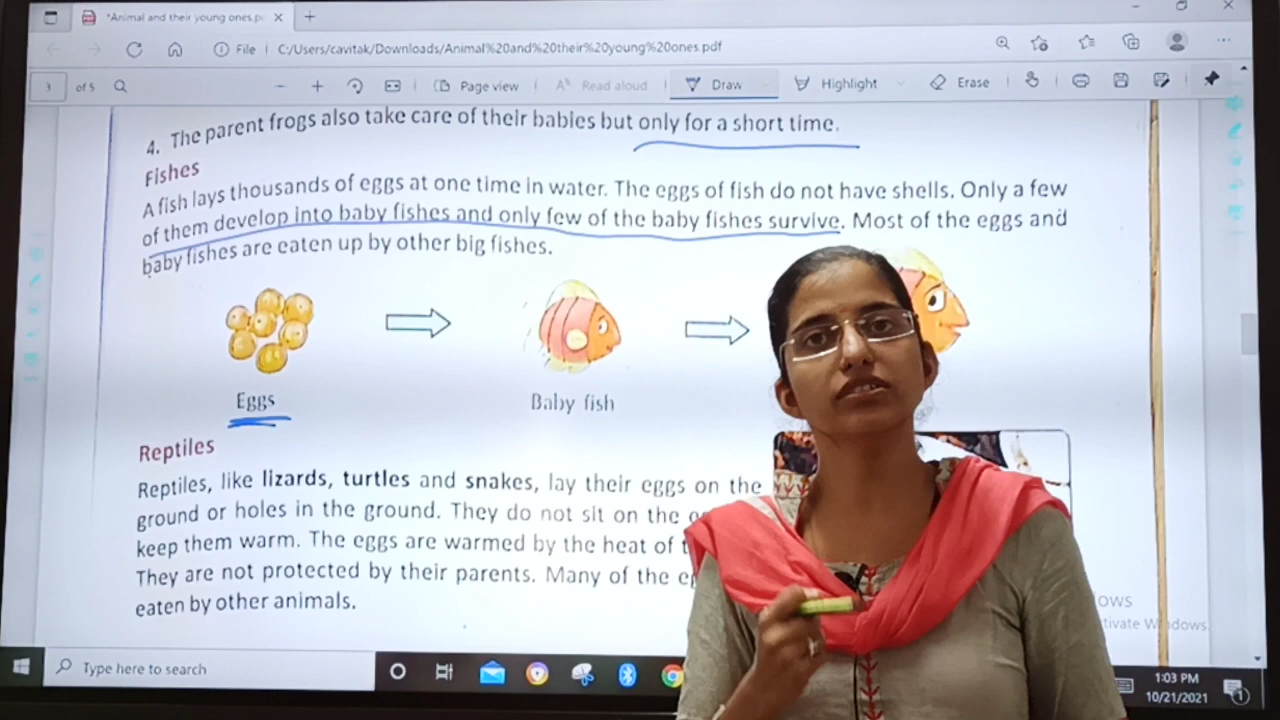 *Animal and their young ones.p
File C:/Users/cavitak/Downloads/Animal%20and%20their%20young%20ones.pdf
3 of 5 Page view Read aloud Draw Highlight Erase
4. The parent frogs also take care of their babies but only for a short time.
Fishes
A fish lays thousands of eggs at one time in water. The eggs of fish do not have shells. Only a few
of them develop into baby fishes and only few of the baby fishes survive. Most of the eggs and
baby fishes are eaten up by other big fishes.
Eggs Baby fish
Reptiles
Reptiles, like lizards, turtles and snakes, lay their eggs on the
ground or holes in the ground. They do not sit on the
keep them warm. The eggs are warmed by the heat of
They are not protected by their parents. Many of the
eaten by other animals.
Type here to search
1:03 PM
10/21/2021